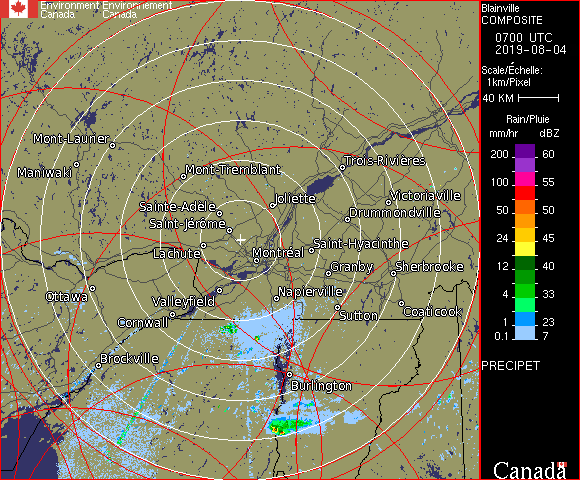 Environment Environnement
Canada Canada
Blainville
COMPOSITE
0700 UTC
2019-08-04
Scale/Échelle:
1km/Pixel
40 KM
Rain/Pluie
mm/hr dBZ
200 60
100 55
50 50
24 45
12 40
4 33
1 23
0.1 7
PRECIPET
Canada
Mont-Laurier
Maniwaki
Mont-Tremblant
Trois-Rivières
Sainte-Adèle
Joliette
Victoriaville
Saint-Jérôme
Drummondville
Lachute
Montréal
Saint-Hyacinthe
Granby
Sherbrooke
Ottawa
Valleyfield
Napierville
Cornwall
Sutton
Coaticook
Brockville
Burlington